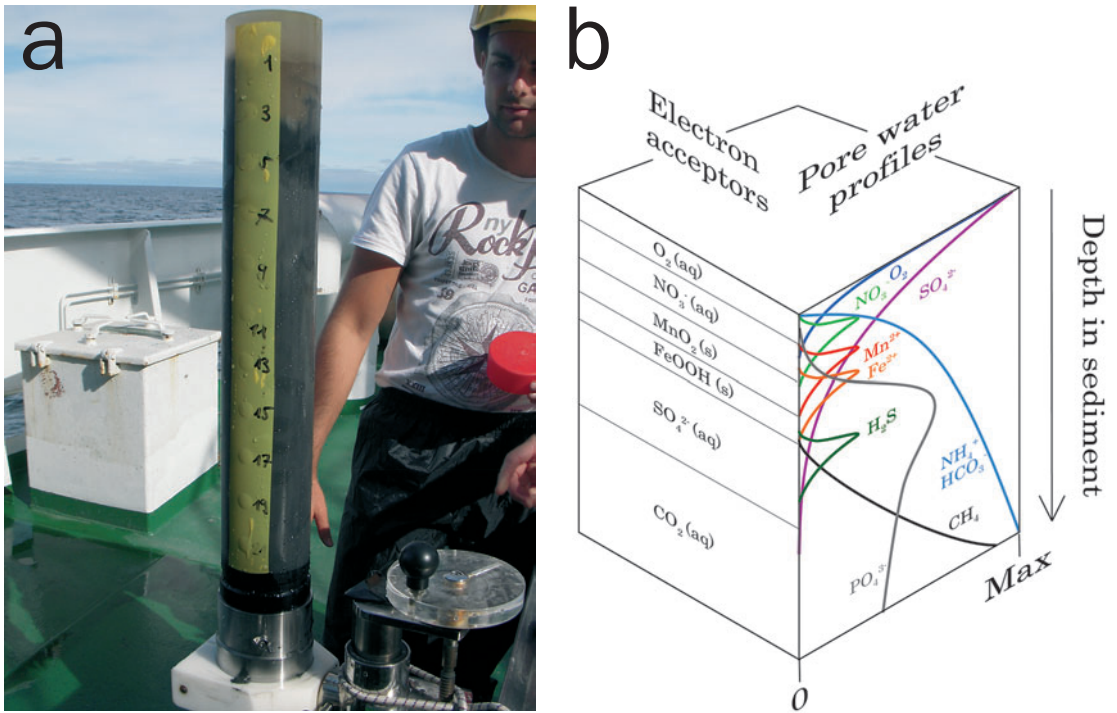 a
1
3
5
7
9
11
13
15
17
19
ny
Rock
GA
b
Electron
acceptors
Pore water
profiles
Depth in sediment
O₂(aq)
NO₃⁻(aq)
MnO₂(s)
FeOOH(s)
SO₄²⁻(aq)
CO₂(aq)
O₂
NO₃⁻
SO₄²⁻
Mn²⁺
Fe²⁺
H₂S
NH₄⁺
HCO₃⁻
CH₄
PO₄³⁻
Max
0